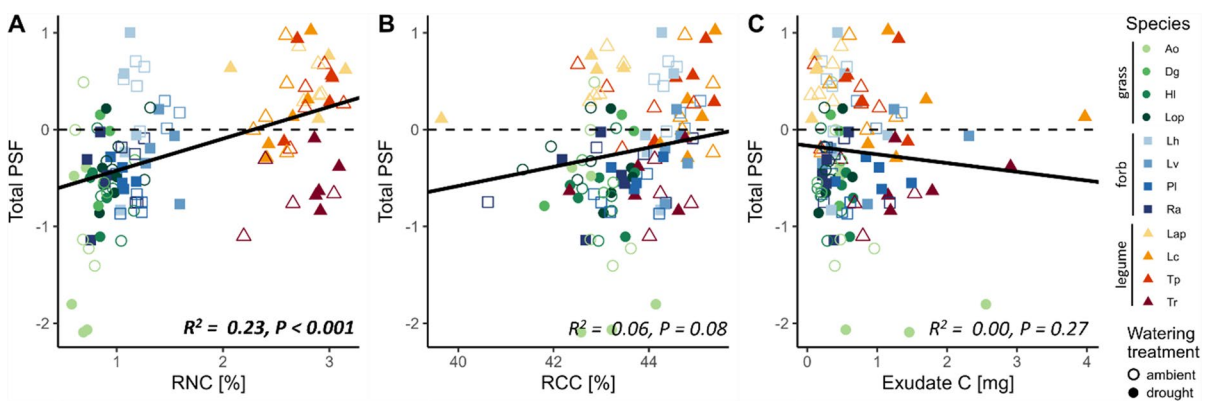 A
B
C
Total PSF
1
0
-1
-2
R² = 0.23, P < 0.001
1
2
3
RNC [%]
Total PSF
1
0
-1
-2
R² = 0.06, P = 0.08
40
42
44
RCC [%]
Total PSF
1
0
-1
-2
R² = 0.00, P = 0.27
0
1
2
3
4
Exudate C [mg]
Species
grass
Ao
Dg
Hl
Lop
forb
Lh
Lv
Pl
Ra
legume
Lap
Lc
Tp
Tr
Watering
treatment
ambient
drought